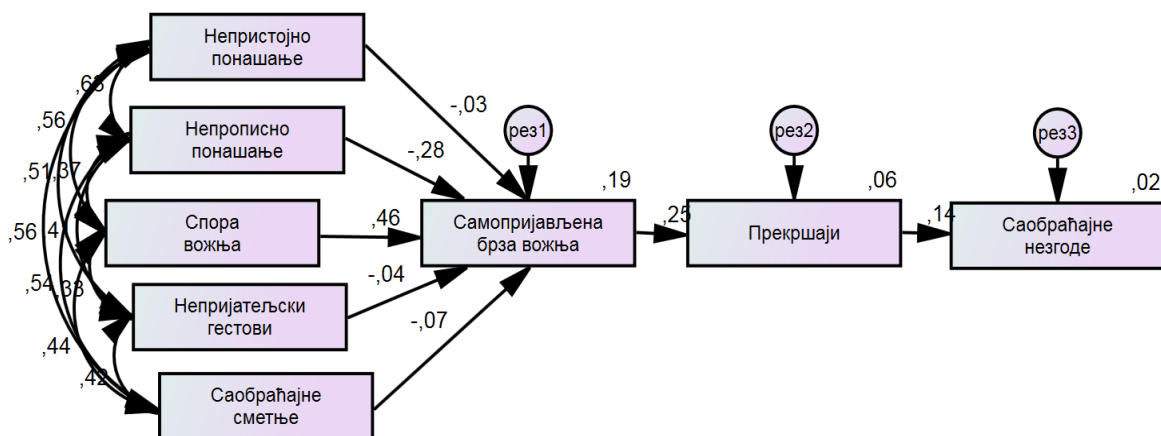 Непристојно
понашање
,63
,56
-,03
Непрописно
понашање
рез1
рез2
рез3
,51
,37
-,28
,19
,06
,02
Спора
вожња
,46
Самопријављена
брза вожња
,25
Прекршаји
,14
Саобраћајне
незгоде
,56
-,04
,54
,33
Непријатељски
гестови
-,07
,44
,42
Саобраћајне
сметње